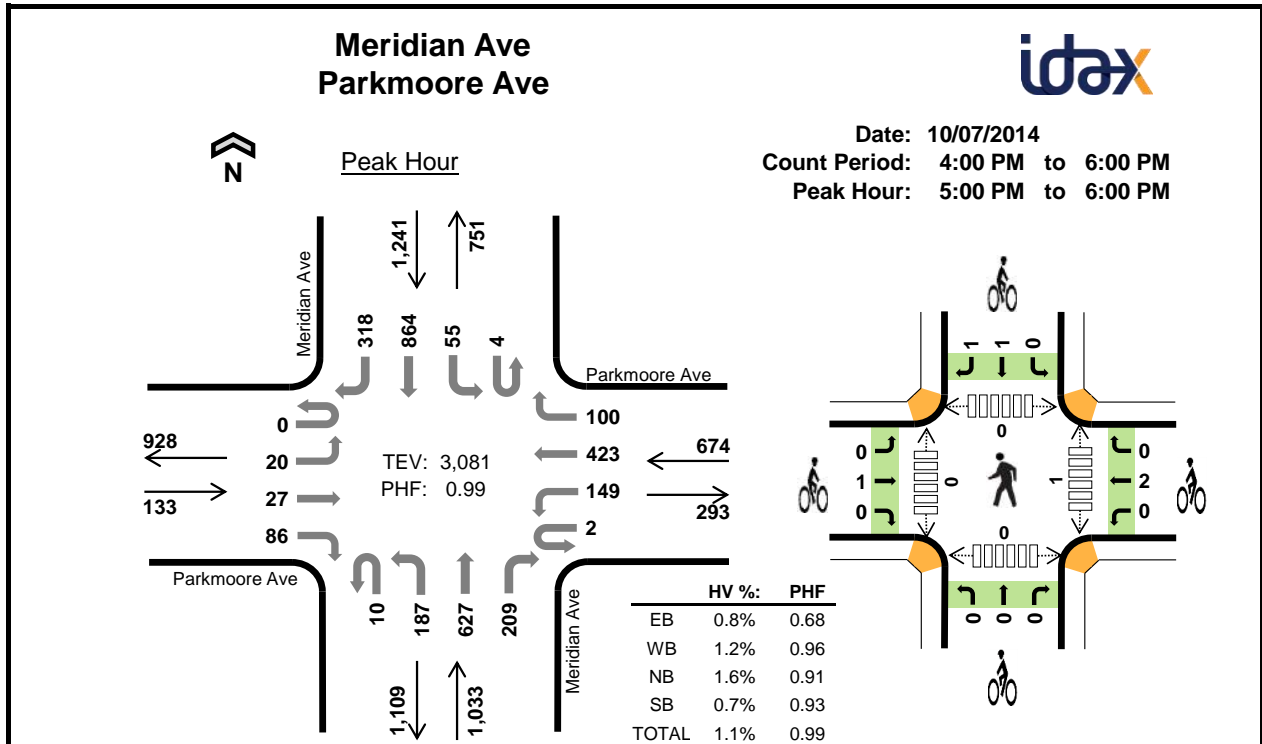 Meridian Ave
Parkmoore Ave
idax
Date: 10/07/2014
Count Period: 4:00 PM to 6:00 PM
Peak Hour: 5:00 PM to 6:00 PM
N
Peak Hour
1,241
751
Meridian Ave
318
864
55
4
Parkmoore Ave
0
20
27
86
928
133
TEV: 3,081
PHF: 0.99
100
423
149
2
674
293
Parkmoore Ave
10
187
627
209
Meridian Ave
1,109
1,033
HV %: PHF
EB 0.8% 0.68
WB 1.2% 0.96
NB 1.6% 0.91
SB 0.7% 0.93
TOTAL 1.1% 0.99
1 1 0
0
0
1
0
0
1
0
2
0
0
0 0 0